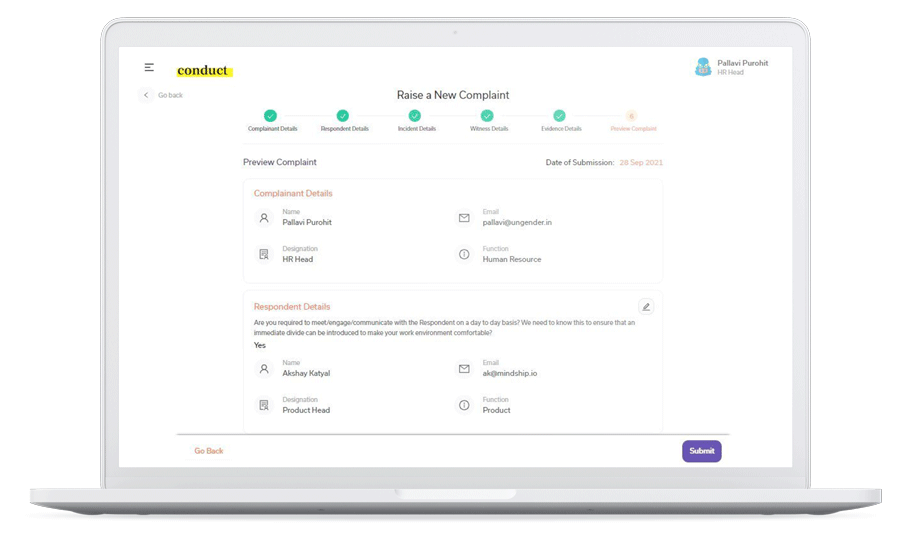 conduct
Pallavi Purohit
HR Head
Go back
Raise a New Complaint
6
Complainant Details
Respondent Details
Incident Details
Witness Details
Evidence Details
Preview Complaint
Preview Complaint
Date of Submission: 28 Sep 2021
Complainant Details
Name
Pallavi Purohit
Email
pallavi@ungender.in
Designation
HR Head
Function
Human Resource
Respondent Details
Are you required to meet/engage/communicate with the Respondent on a day to day basis? We need to know this to ensure that an
immediate divide can be introduced to make your work environment comfortable?
Yes
Name
Akshay Katyal
Email
ak@mindship.io
Designation
Product Head
Function
Product
Go Back
Submit